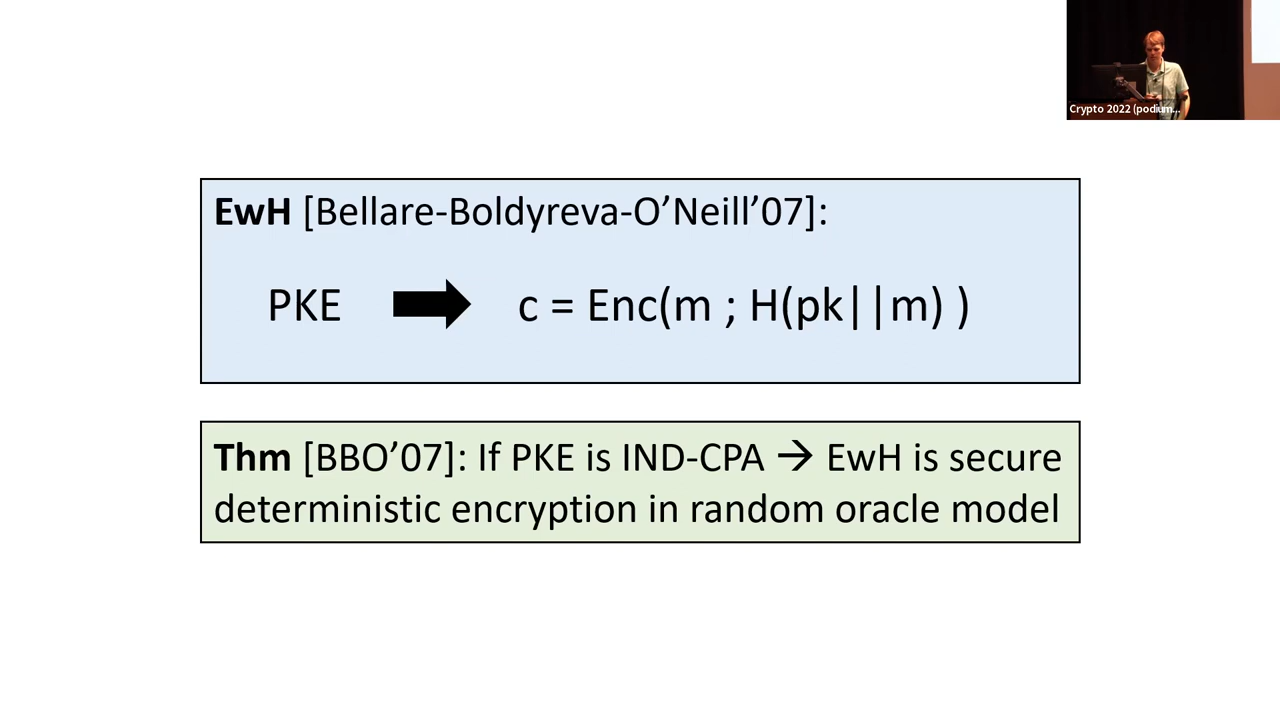 Crypto 2022 (podium...
EwH [Bellare-Boldyreva-O’Neill’07]:
PKE ➡ c = Enc(m ; H(pk||m) )
Thm [BBO’07]: If PKE is IND-CPA → EwH is secure
deterministic encryption in random oracle model